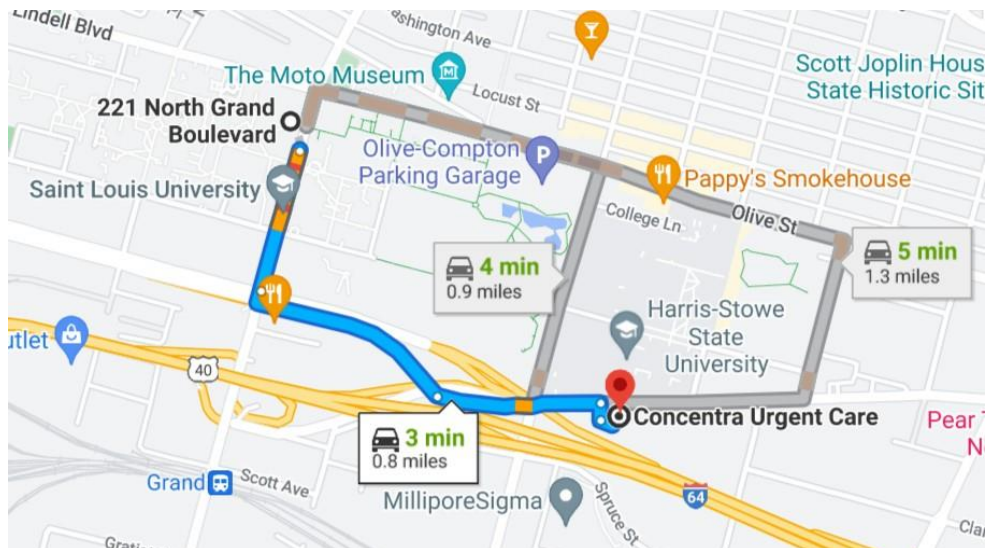 Lindell Blvd
Washington Ave
The Moto Museum
Locust St
Scott Joplin Hous
State Historic Sit
221 North Grand
Boulevard
Olive-Compton
Parking Garage
P
Saint Louis University
Pappy's Smokehouse
College Ln
Olive St
4 min
0.9 miles
5 min
1.3 miles
Harris-Stowe
State
University
utlet
40
Concentra Urgent Care
Pear
3 min
0.8 miles
Grand
Scott Ave
MilliporeSigma
Spruce St
64